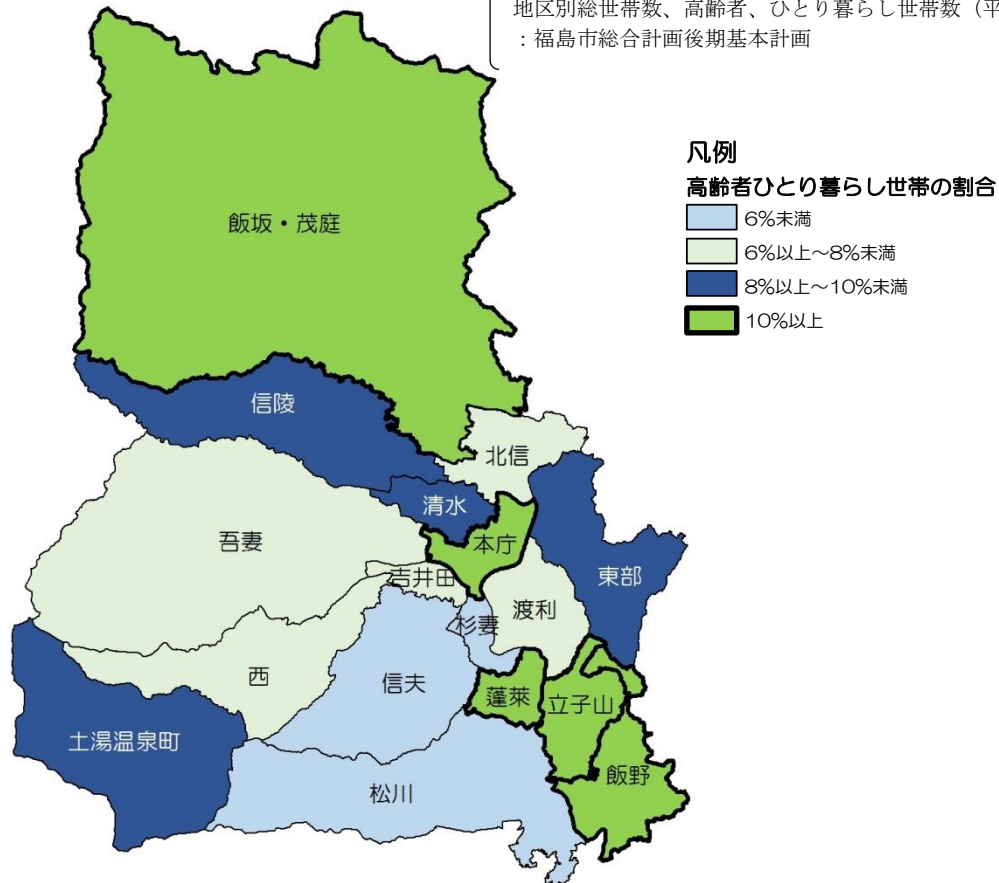 地区別総世帯数、高齢者、ひとり暮らし世帯数（平
：福島市総合計画後期基本計画
凡例
高齢者ひとり暮らし世帯の割合
6%未満
6%以上～8%未満
8%以上～10%未満
10%以上
飯坂・茂庭
信陵
北信
清水
本庁
吾妻
東部
吉井田
渡利
杉妻
西
信夫
蓬萊
立子山
土湯温泉町
飯野
松川